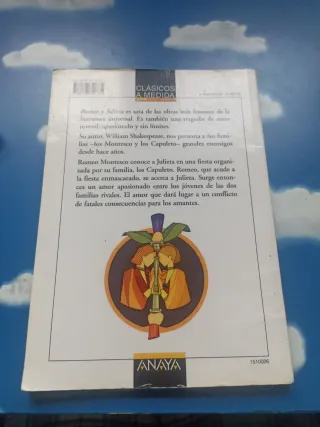 CLÁSICOS
A MEDIDA
Romeo y Julieta es una de las obras más famosas de la
literatura universal. Es también una tragedia de amor
juvenil, apasionado y sin límites.
Su autor, William Shakespeare, nos presenta a dos fami-
lias –los Montesco y los Capuleto–, grandes enemigos
desde hace años.
Romeo Montesco conoce a Julieta en una fiesta organi-
zada por su familia, los Capuleto. Romeo, que acude a
la fiesta enmascarado, se acerca a Julieta. Surge enton-
ces un amor apasionado entre los jóvenes de las dos
familias rivales. El amor que dará lugar a un conflicto
de fatales consecuencias para los amantes.
ANAYA
1510006